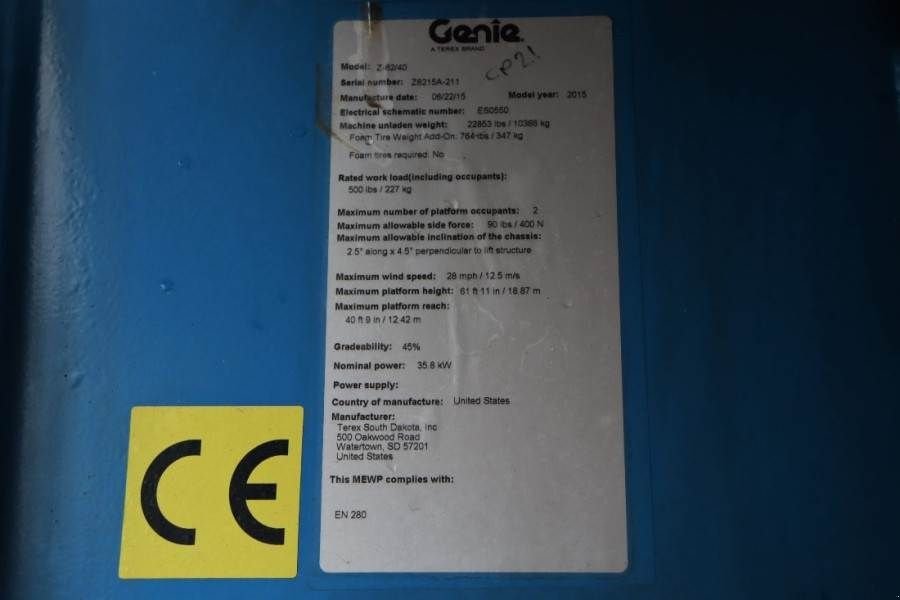 Genie
A TEREX BRAND
CP21
Model: Z-62/40
Serial number: Z6215A-211
Manufacture date: 06/22/15 Model year: 2015
Electrical schematic number: ES0550
Machine unladen weight: 22853 lbs / 10366 kg
Foam Tire Weight Add-On: 764 lbs / 347 kg
Foam tires required: No
Rated work load(including occupants):
500 lbs / 227 kg
Maximum number of platform occupants: 2
Maximum allowable side force: 90 lbs / 400 N
Maximum allowable inclination of the chassis:
2.5° along x 4.5° perpendicular to lift structure
Maximum wind speed: 28 mph / 12.5 m/s
Maximum platform height: 61 ft 11 in / 18.87 m
Maximum platform reach:
40 ft 9 in / 12.42 m
Gradeability: 45%
Nominal power: 35.8 kW
Power supply:
Country of manufacture: United States
Manufacturer:
Terex South Dakota, Inc
500 Oakwood Road
Watertown, SD 57201
United States
This MEWP complies with:
EN 280
CE